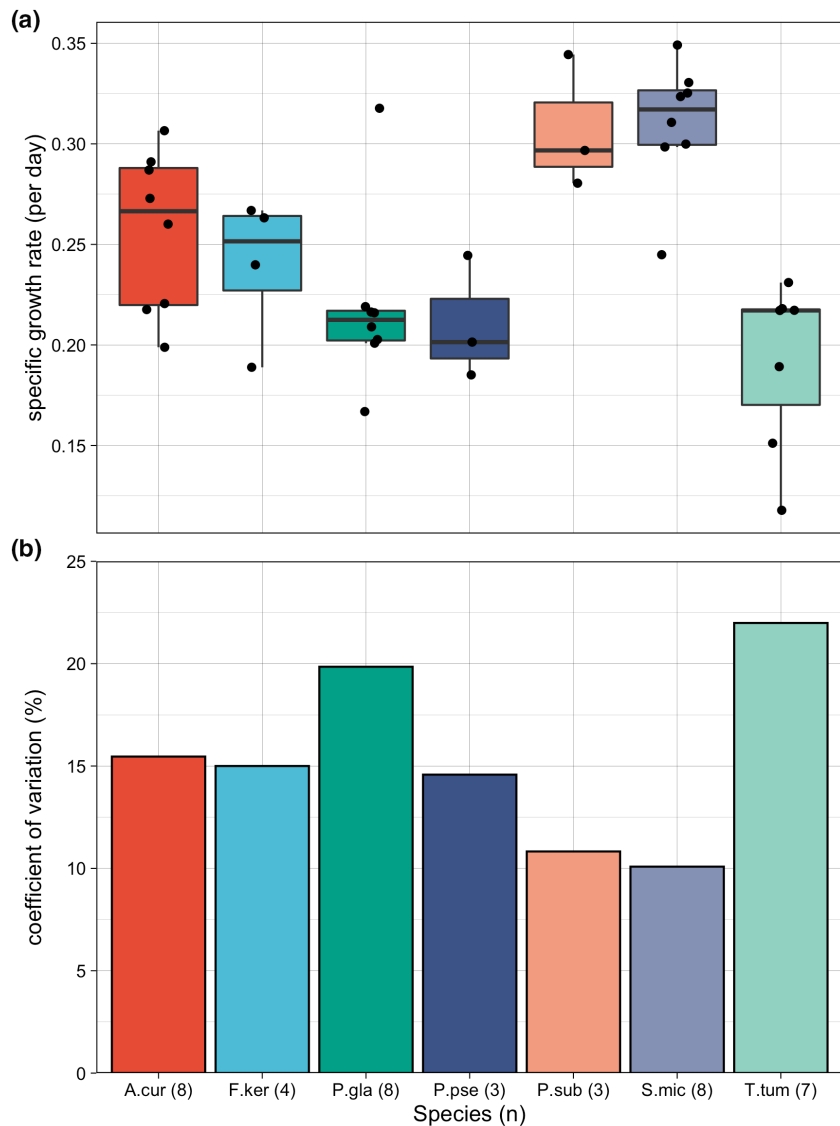 (a)
specific growth rate (per day)
0.35
0.30
0.25
0.20
0.15
(b)
coefficient of variation (%)
25
20
15
10
5
0
A.cur (8) F.ker (4) P.gla (8) P.pse (3) P.sub (3) S.mic (8) T.tum (7)
Species (n)